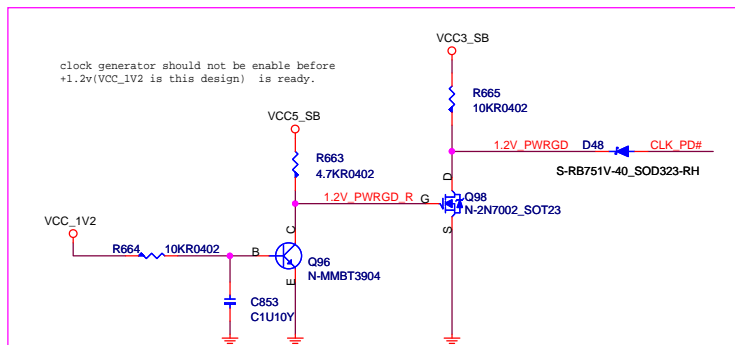 VCC3_SB
clock generator should not be enable before
+1.2v(VCC_1V2 is this design) is ready.
R665
10KR0402
VCC5_SB
1.2V_PWRGD
D48
CLK_PD#
R663
4.7KR0402
S-RB751V-40_SOD323-RH
D
1.2V_PWRGD_R
G
Q98
N-2N7002_SOT23
VCC_1V2
C
S
R664
10KR0402
B
Q96
N-MMBT3904
E
C853
C1U10Y